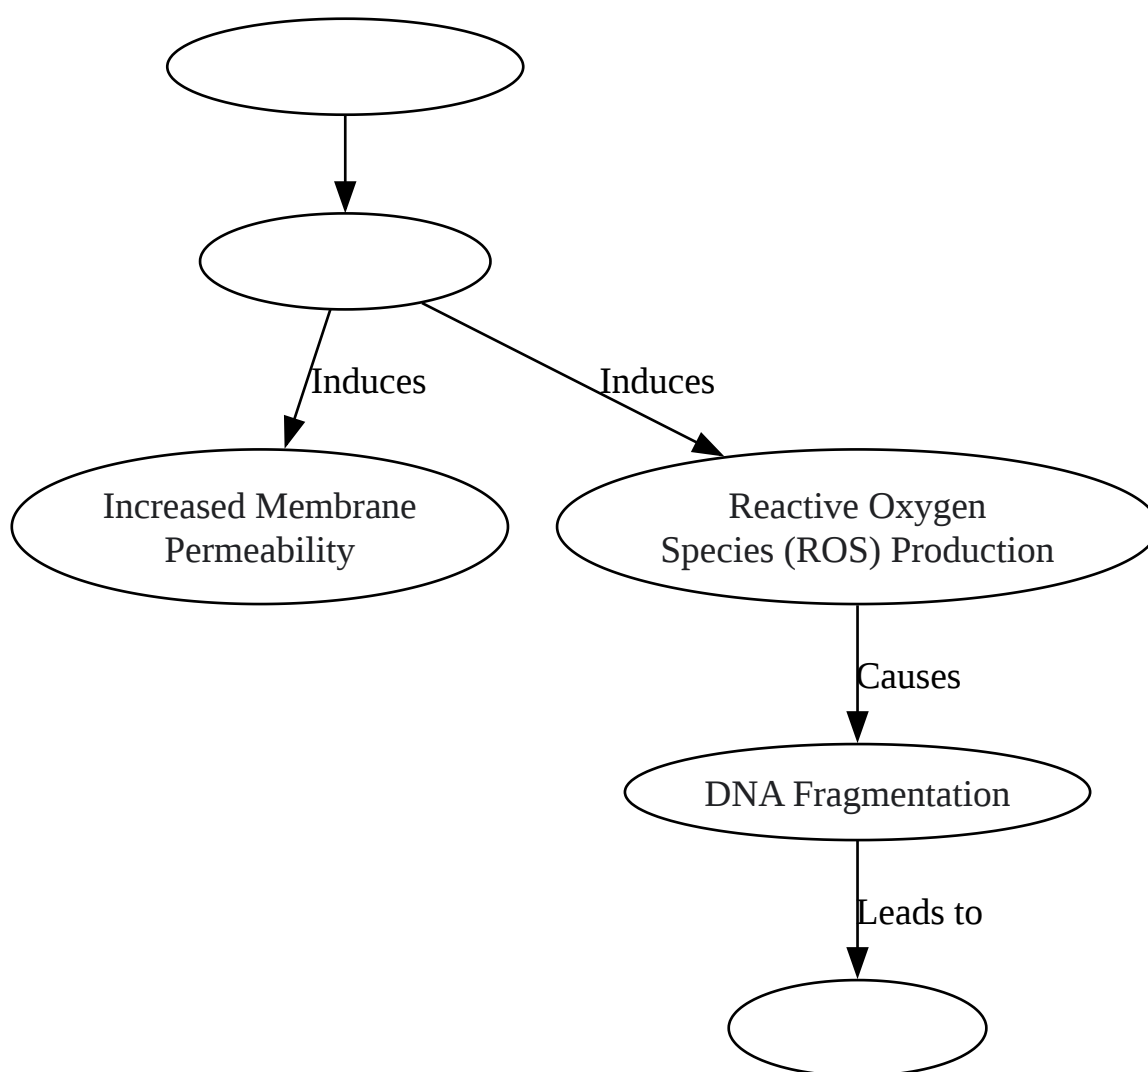 Induces
Induces
Increased Membrane
Permeability
Reactive Oxygen
Species (ROS) Production
Causes
DNA Fragmentation
Leads to